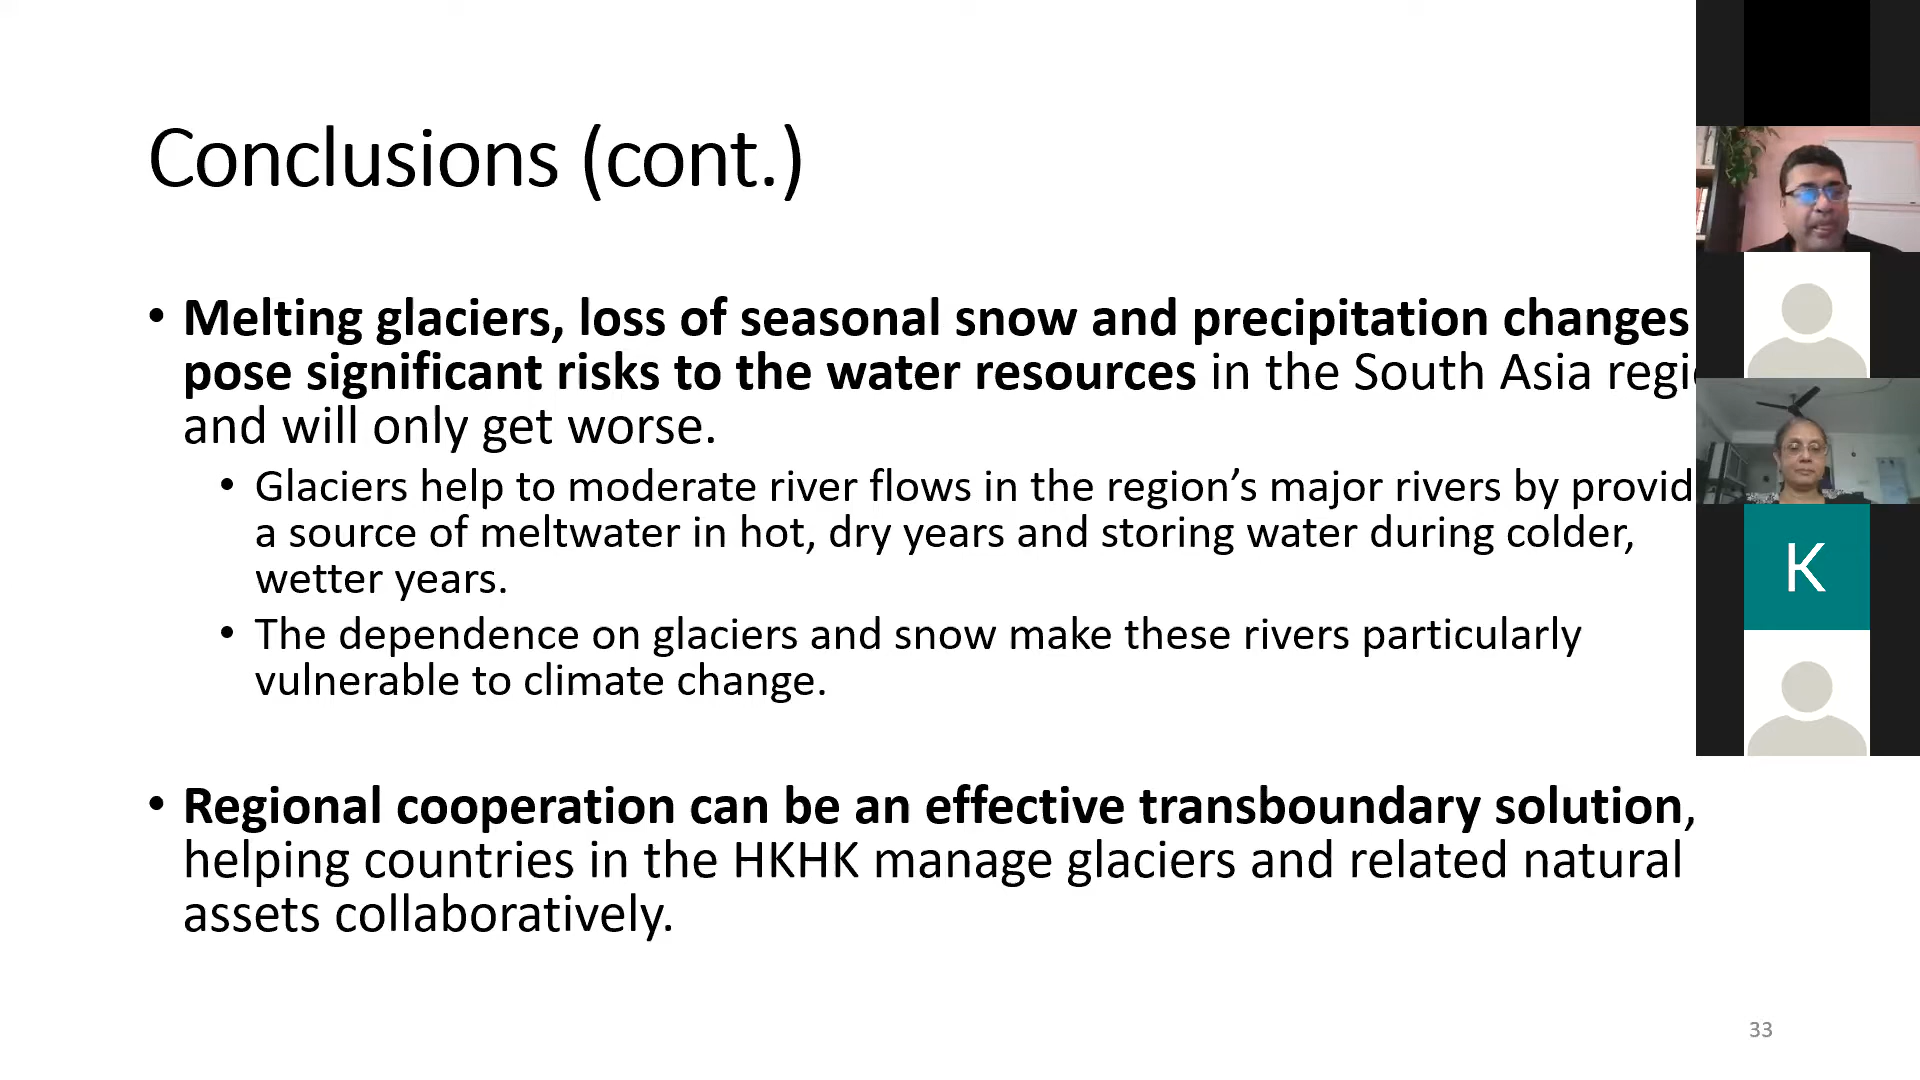 Conclusions (cont.)
• Melting glaciers, loss of seasonal snow and precipitation changes
pose significant risks to the water resources in the South Asia regi
and will only get worse.
• Glaciers help to moderate river flows in the region’s major rivers by provid
a source of meltwater in hot, dry years and storing water during colder,
wetter years.
• The dependence on glaciers and snow make these rivers particularly
vulnerable to climate change.
• Regional cooperation can be an effective transboundary solution,
helping countries in the HKHK manage glaciers and related natural
assets collaboratively.
K
33